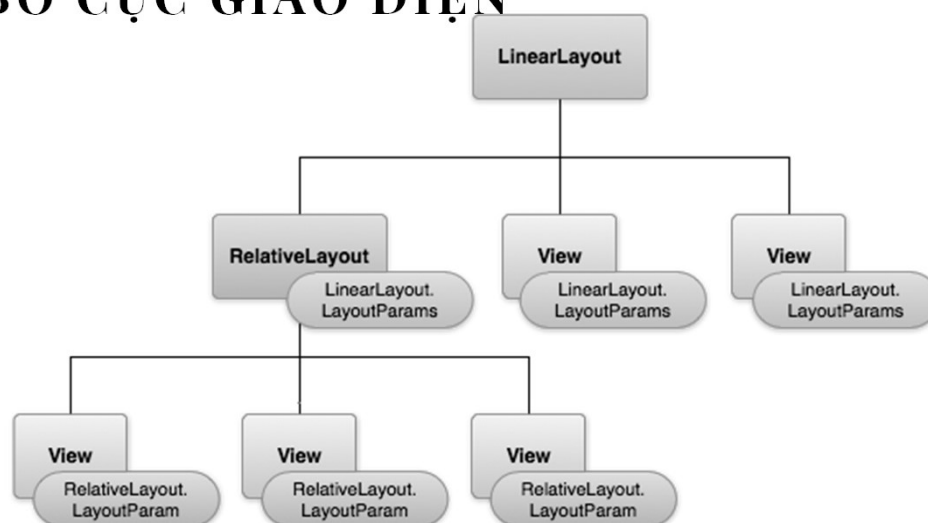 BỐ CỤC GIAO DIỆN
LinearLayout
RelativeLayout
LinearLayout.
LayoutParams
View
LinearLayout.
LayoutParams
View
LinearLayout.
LayoutParams
View
RelativeLayout.
LayoutParam
View
RelativeLayout.
LayoutParam
View
RelativeLayout.
LayoutParam